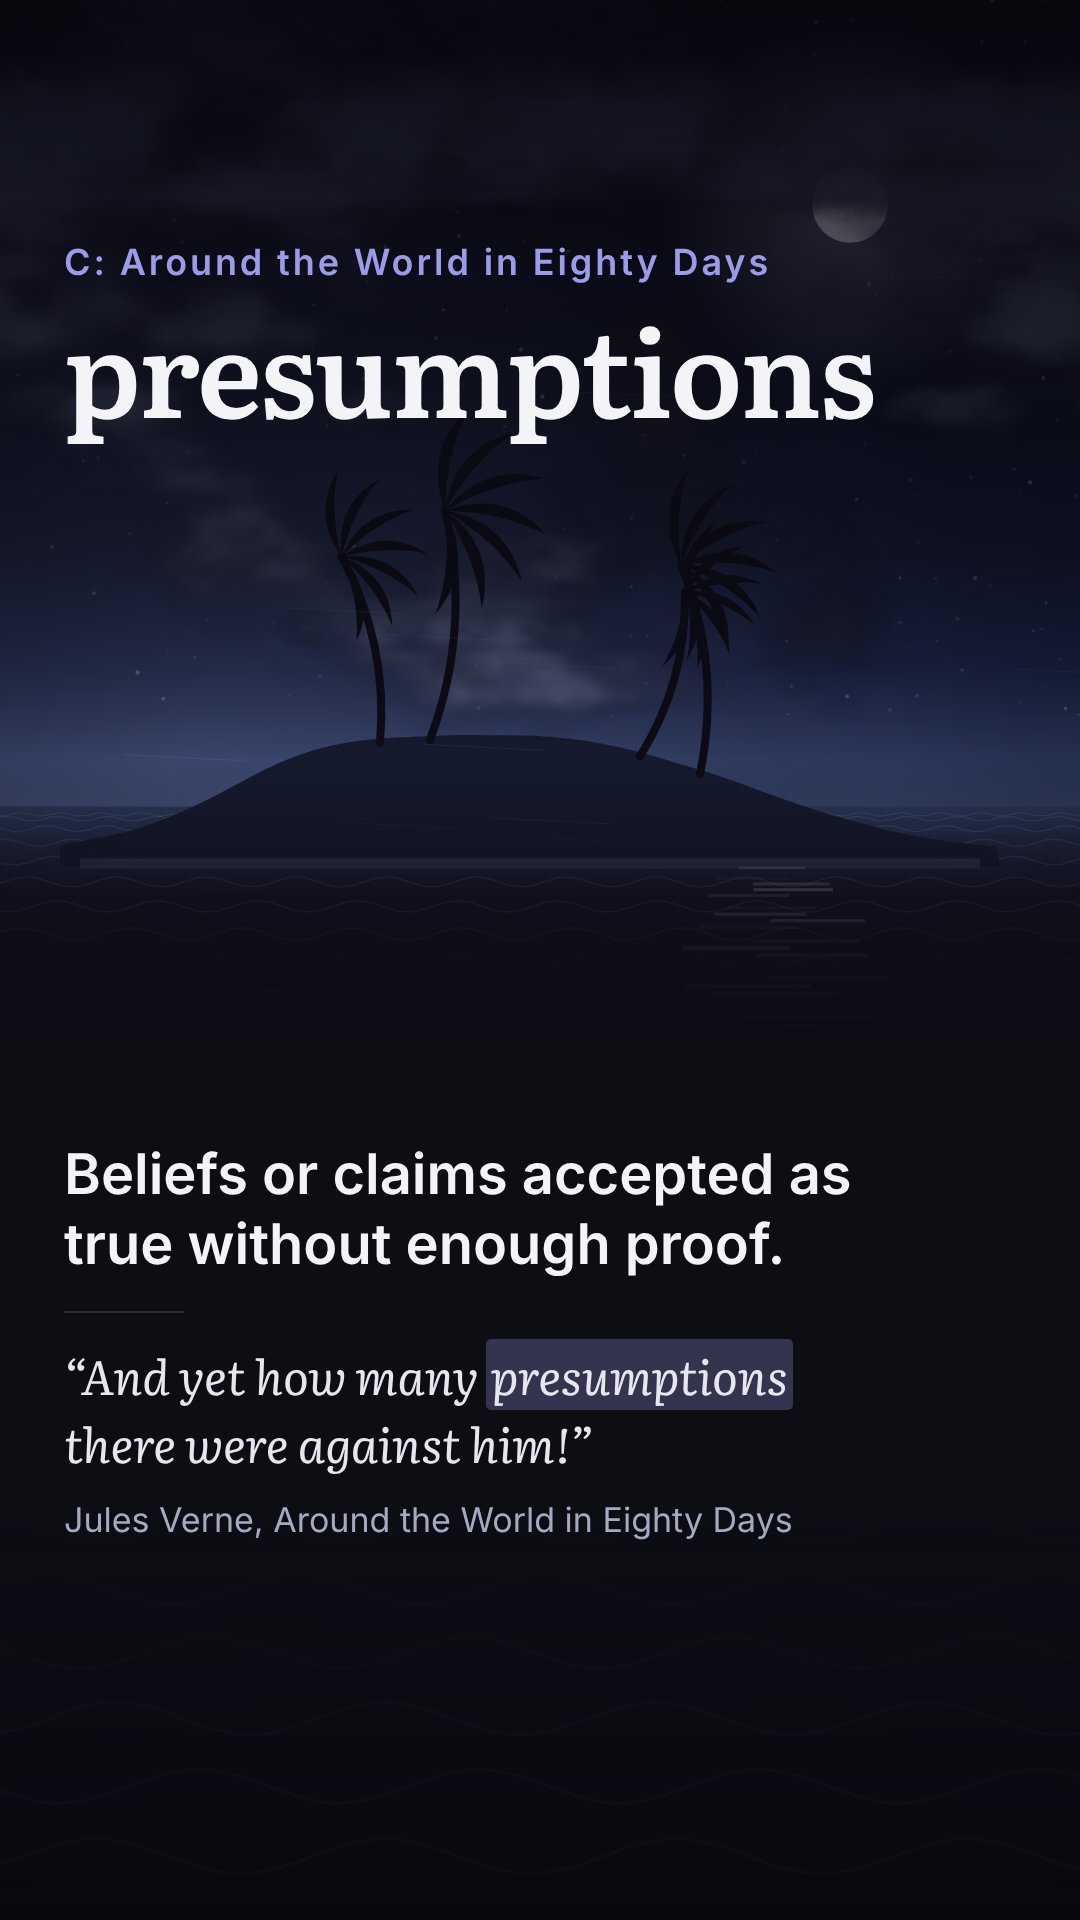 C: Around the World in Eighty Days
presumptions
Beliefs or claims accepted as
true without enough proof.
“And yet how many presumptions
there were against him!”
Jules Verne, Around the World in Eighty Days